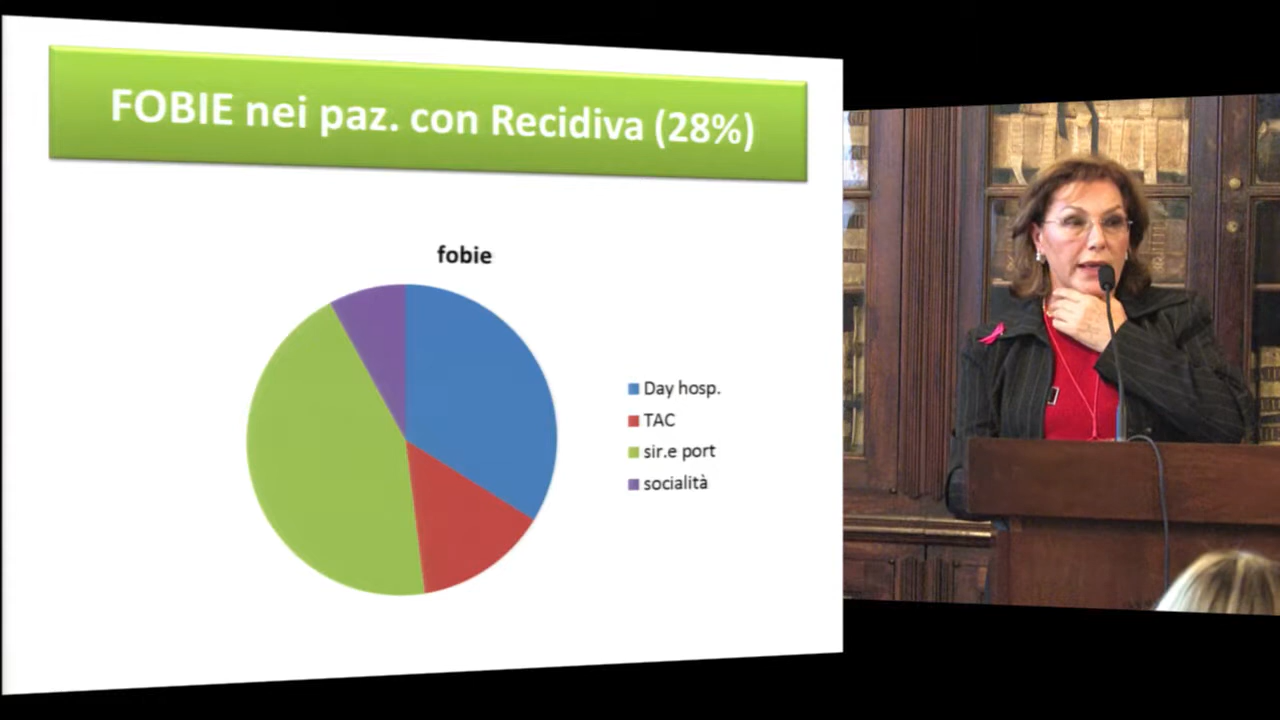 FOBIE nei paz. con Recidiva (28%)
fobie
Day hosp.
TAC
sir.e port
socialità